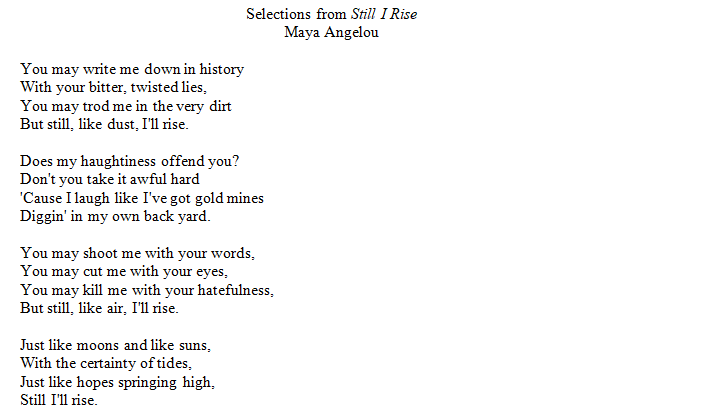 Selections from Still I Rise
Maya Angelou
You may write me down in history
With your bitter, twisted lies,
You may trod me in the very dirt
But still, like dust, I'll rise.
Does my haughtiness offend you?
Don't you take it awful hard
'Cause I laugh like I've got gold mines
Diggin' in my own back yard.
You may shoot me with your words,
You may cut me with your eyes,
You may kill me with your hatefulness,
But still, like air, I'll rise.
Just like moons and like suns,
With the certainty of tides,
Just like hopes springing high,
Still I'll rise.